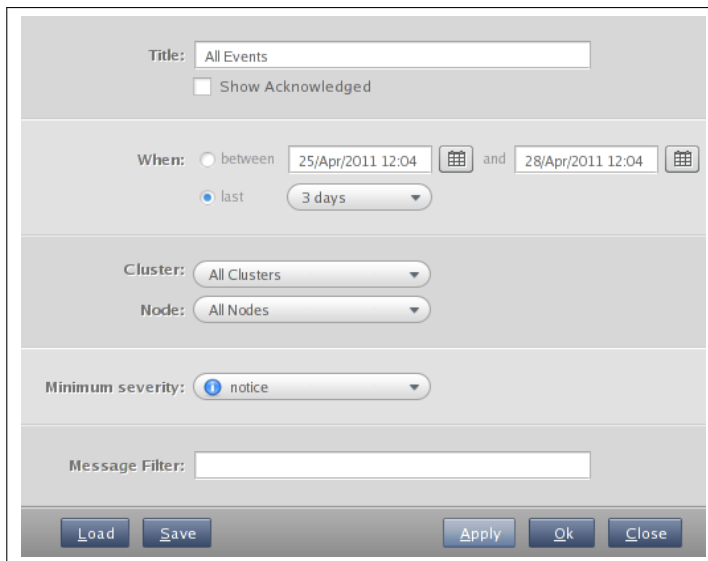 Title: All Events
Show Acknowledged
When: between 25/Apr/2011 12:04 and 28/Apr/2011 12:04
last 3 days
Cluster: All Clusters
Node: All Nodes
Minimum severity: notice
Message Filter:
Load Save Apply Ok Close